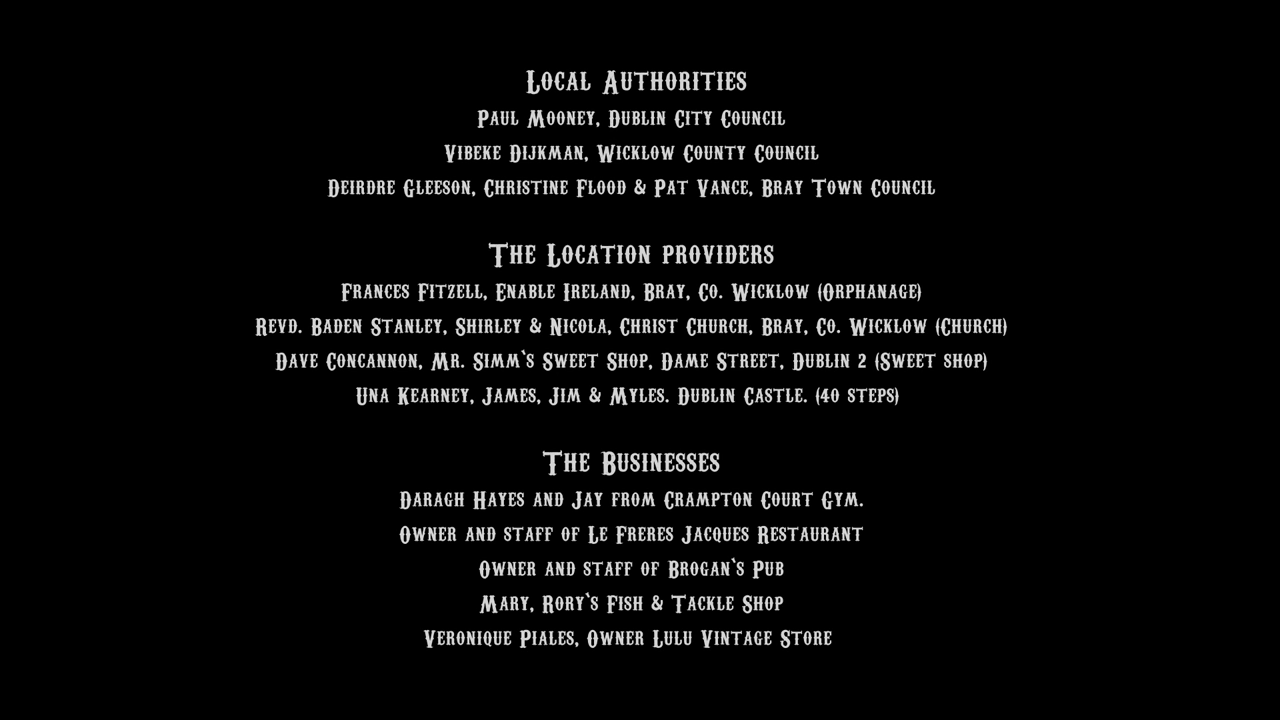 Local Authorities
Paul Mooney, Dublin City Council
Vibeke Dijkman, Wicklow County Council
Deirdre Gleeson, Christine Flood & Pat Vance, Bray Town Council
The Location providers
Frances Fitzell, Enable Ireland, Bray, Co. Wicklow (Orphanage)
Revd. Baden Stanley, Shirley & Nicola, Christ Church, Bray, Co. Wicklow (Church)
Dave Concannon, Mr. Simm`s Sweet Shop, Dame Street, Dublin 2 (Sweet shop)
Una Kearney, James, Jim & Myles. Dublin Castle. (40 steps)
The Businesses
Daragh Hayes and Jay from Crampton Court Gym.
Owner and staff of Le Freres Jacques Restaurant
Owner and staff of Brogan`s Pub
Mary, Rory`s Fish & Tackle Shop
Veronique Piales, Owner Lulu Vintage Store